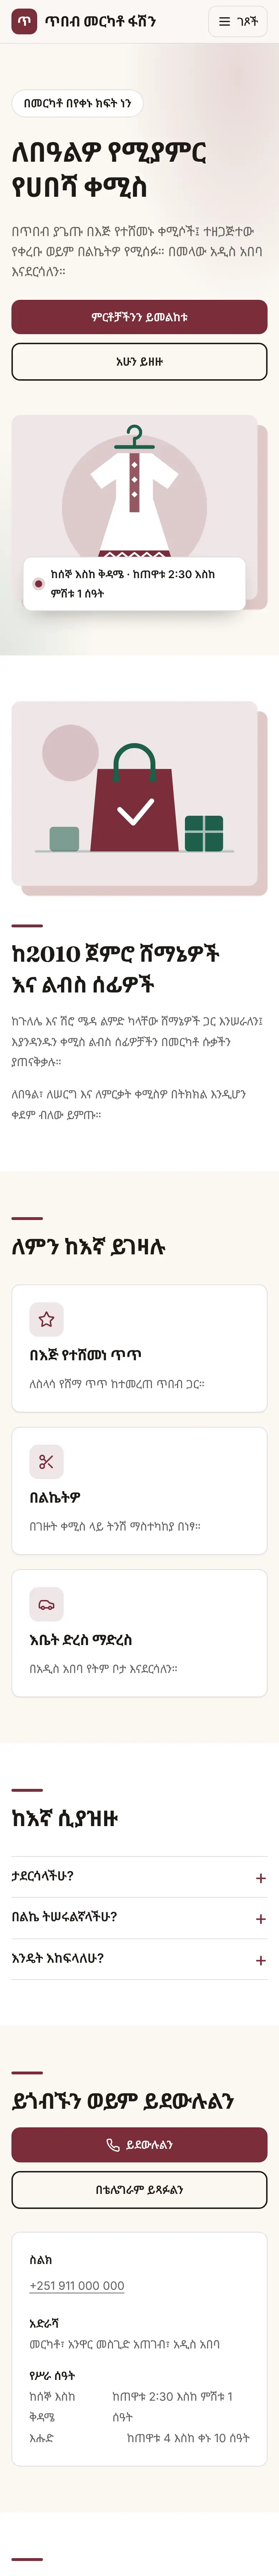 ጥ ጥበብ መርካቶ ፋሽን
ገጾች
በመርካቶ በየቀኑ ክፍት ነን
ለበዓልዎ የሚያምር
የሀበሻ ቀሚስ
በጥበብ ያጌጡ በእጅ የተሸመኑ ቀሚሶች፤ ተዘጋጅተው
የቀረቡ ወይም በልኬትዎ የሚሰፉ። በመላው አዲስ አበባ
እናደርሳለን።
ምርቶቻችንን ይመልከቱ
አሁን ይዘዙ
ከሰኞ እስከ ቅዳሜ · ከጠዋቱ 2:30 እስከ
ምሽቱ 1 ሰዓት
ከ2010 ጀምሮ ሸማኔዎች
እና ልብስ ሰፊዎች
ከጉለሌ እና ሽሮ ሜዳ ልምድ ካላቸው ሸማኔዎች ጋር እንሠራለን፤
እያንዳንዱን ቀሚስ ልብስ ሰፊዎቻችን በመርካቶ ሱቃችን
ያጠናቅቃሉ።
ለበዓል፣ ለሠርግ እና ለምርቃት ቀሚስዎ በትክክል እንዲሆን
ቀደም ብለው ይምጡ።
ለምን ከእኛ ይገዛሉ
በእጅ የተሸመነ ጥጥ
ለስላሳ የሸማ ጥጥ ከተመረጠ ጥበብ ጋር።
በልኬትዎ
በገዙት ቀሚስ ላይ ትንሽ ማስተካከያ በነፃ።
እቤት ድረስ ማድረስ
በአዲስ አበባ የትም ቦታ እናደርሳለን።
ከእኛ ሲያዝዙ
ታደርሳላችሁ?
በልኬ ትሠሩልኛላችሁ?
እንዴት እከፍላለሁ?
ይጎብኙን ወይም ይደውሉልን
ይደውሉልን
በቴሌግራም ይጻፉልን
ስልክ
+251 911 000 000
አድራሻ
መርካቶ፣ አንዋር መስጊድ አጠገብ፣ አዲስ አበባ
የሥራ ሰዓት
ከሰኞ እስከ ቅዳሜ
ከጠዋቱ 2:30 እስከ ምሽቱ 1 ሰዓት
እሑድ
ከጠዋቱ 4 እስከ ቀኑ 10 ሰዓት